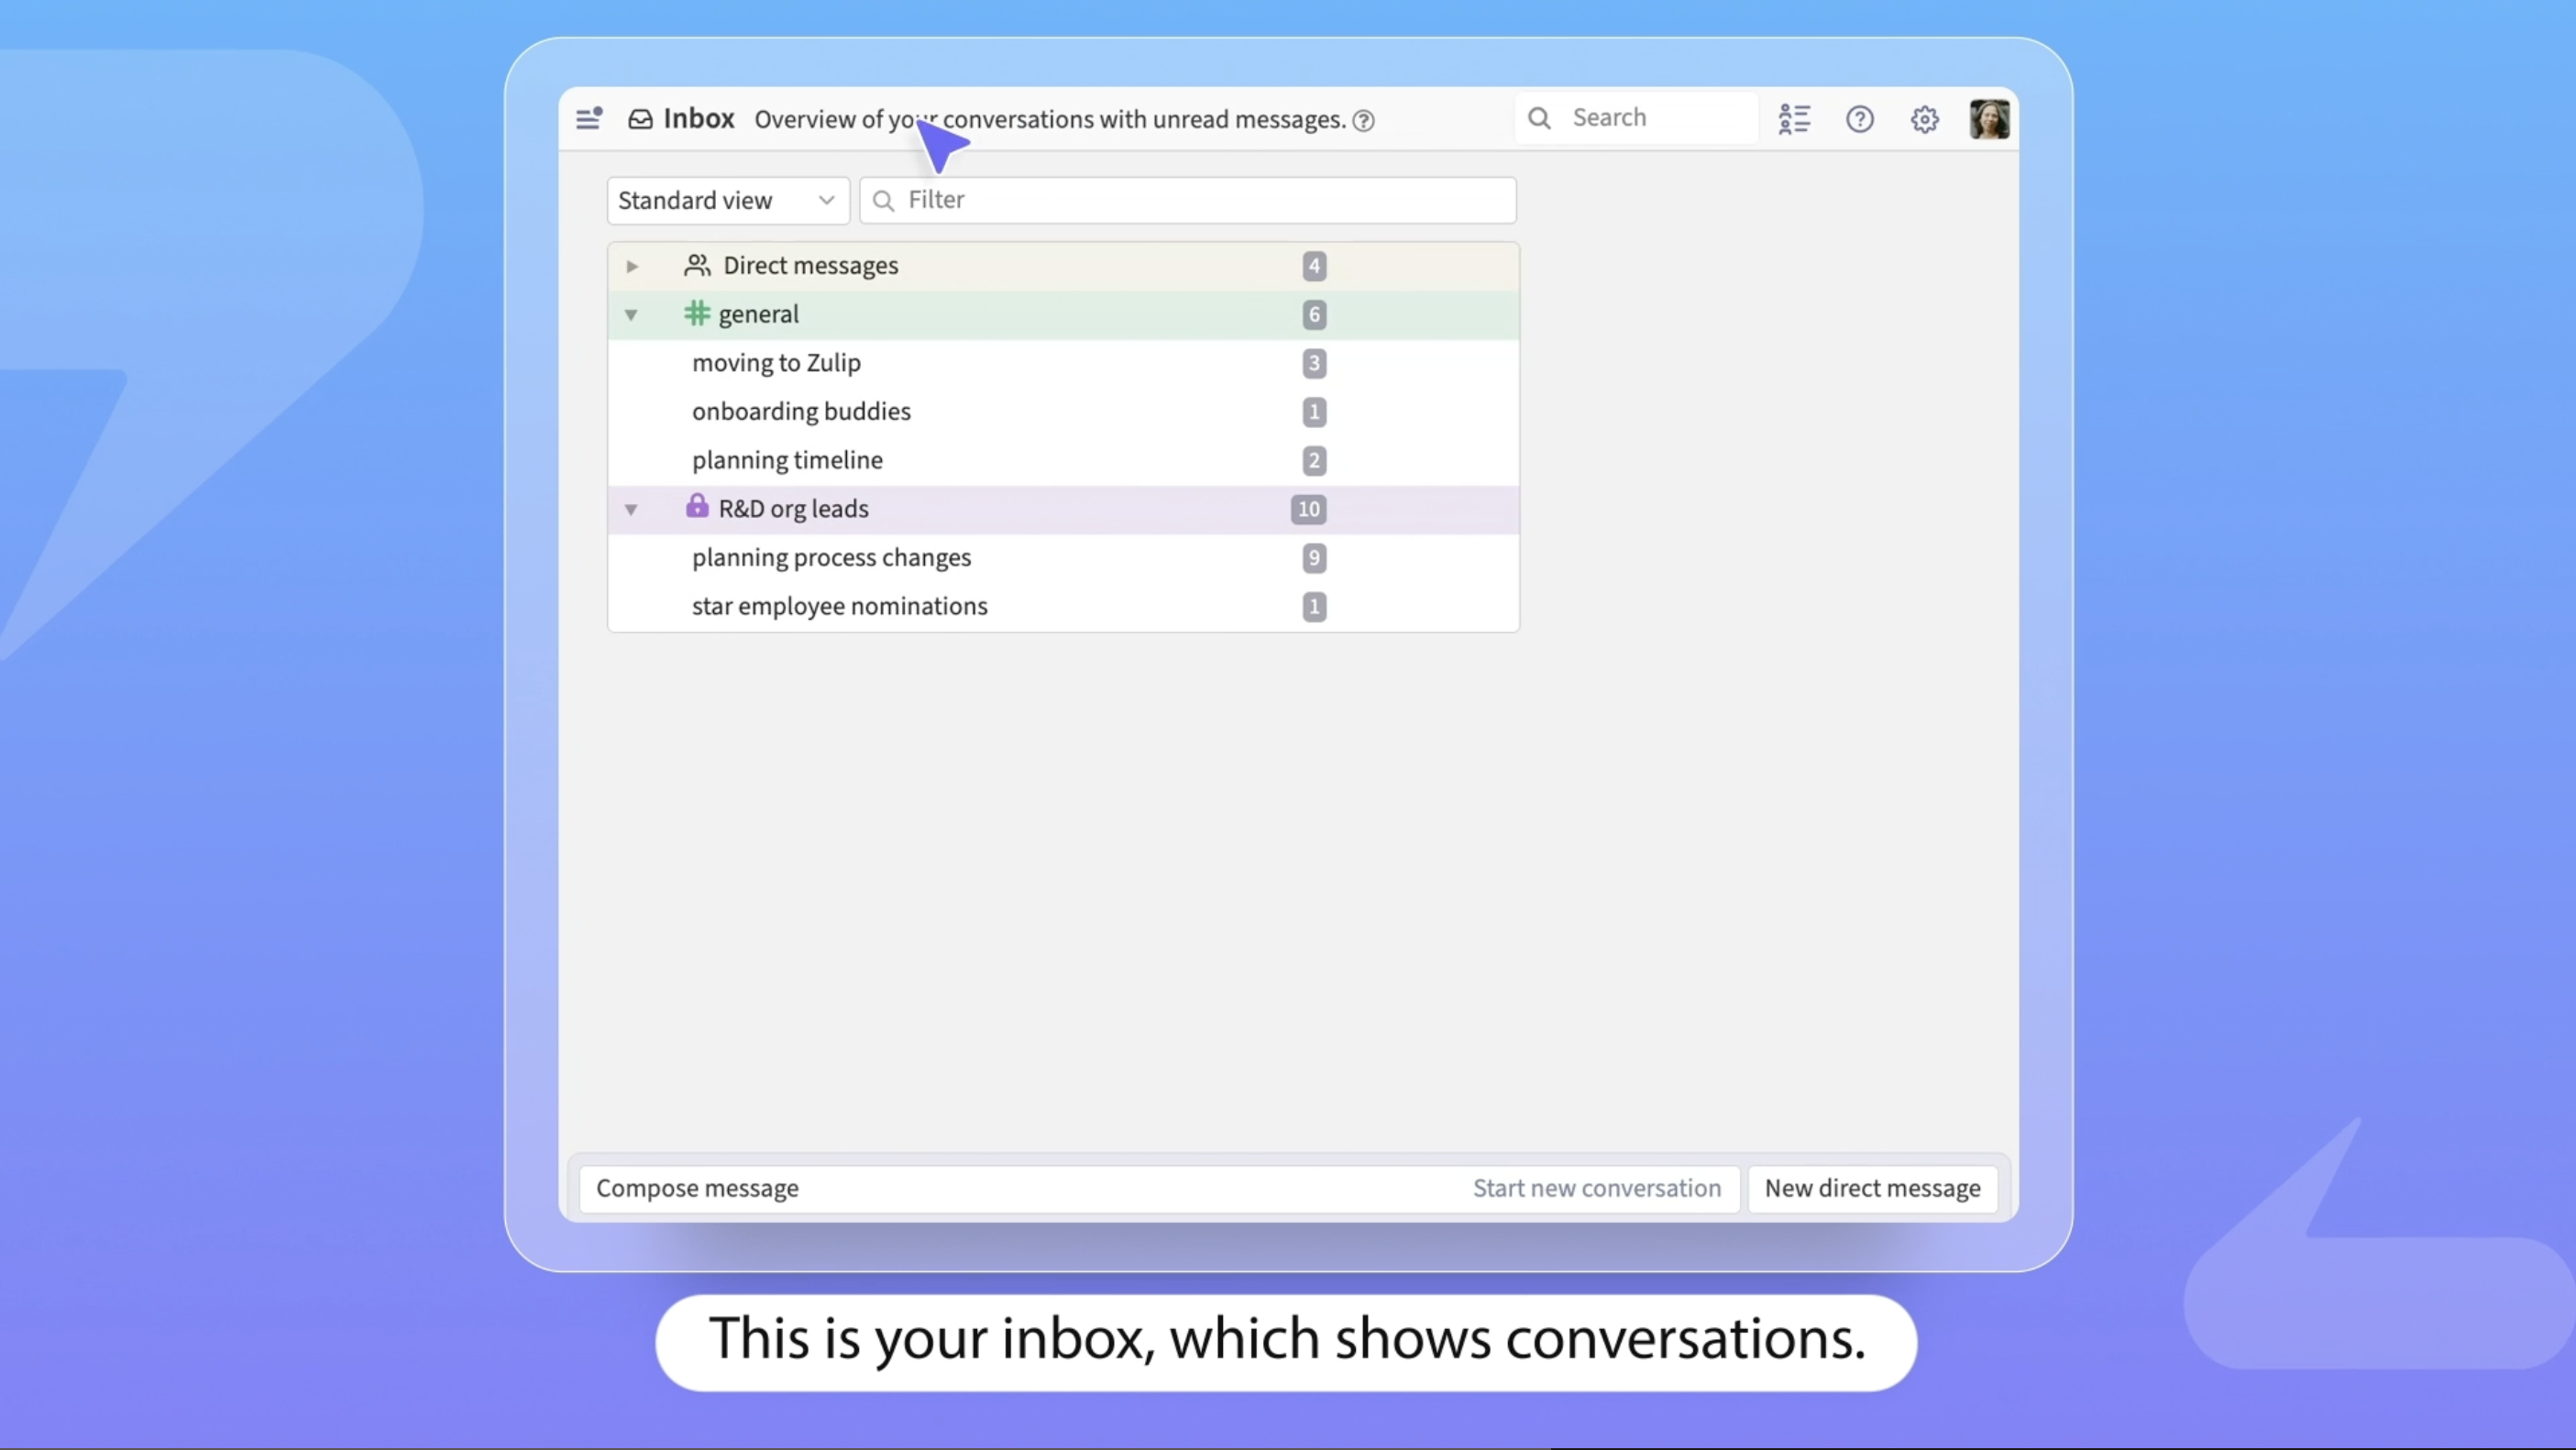 Inbox Overview of your conversations with unread messages. Search
Standard view Filter
Direct messages 4
general 6
moving to Zulip 3
onboarding buddies 1
planning timeline 2
R&D org leads 10
planning process changes 9
star employee nominations 1
Compose message Start new conversation New direct message
This is your inbox, which shows conversations.